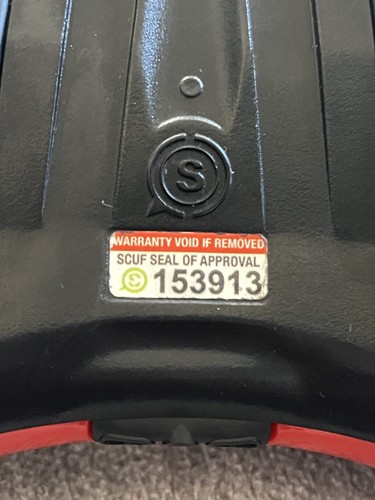 S
WARRANTY VOID IF REMOVED
SCUF SEAL OF APPROVAL
S 153913